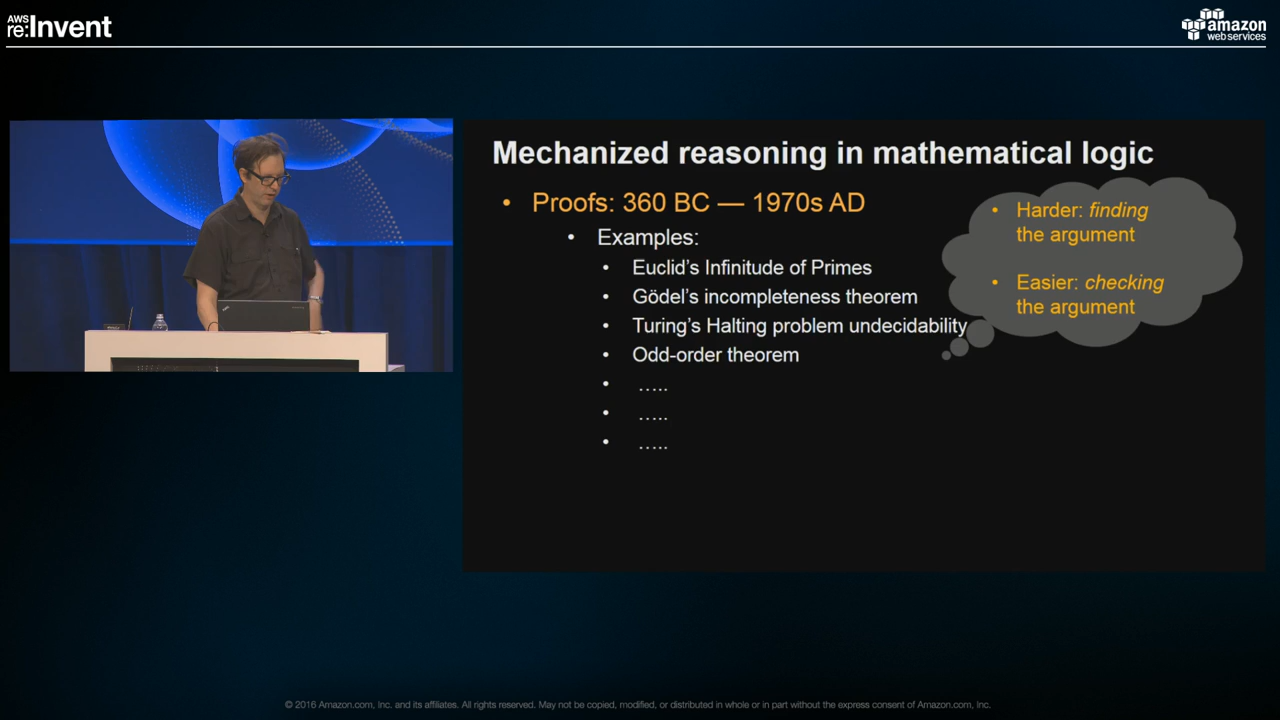 AWS
re:Invent
amazon
web services
Mechanized reasoning in mathematical logic
• Proofs: 360 BC — 1970s AD
• Examples:
• Euclid's Infinitude of Primes
• Gödel's incompleteness theorem
• Turing's Halting problem undecidability
• Odd-order theorem
• …..
• …..
• …..
• Harder: finding
the argument
• Easier: checking
the argument
© 2016 Amazon.com, Inc. and its affiliates. All rights reserved. May not be copied, modified, or distributed in whole or in part without the express consent of Amazon.com, Inc.